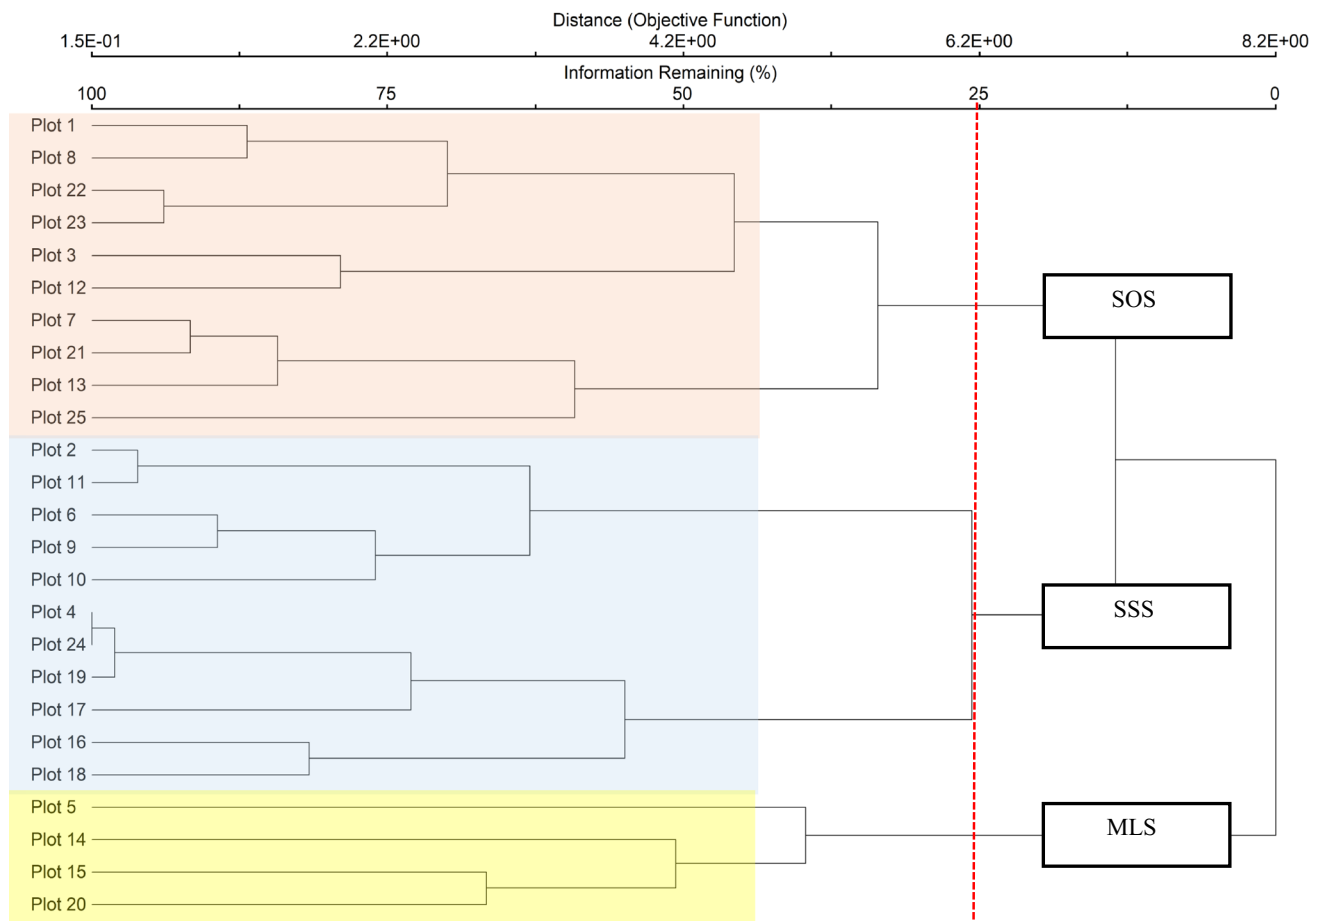 Distance (Objective Function)
1.5E-01 2.2E+00 4.2E+00 6.2E+00 8.2E+00
Information Remaining (%)
100 75 50 25 0
Plot 1
Plot 8
Plot 22
Plot 23
Plot 3
Plot 12
Plot 7
Plot 21
Plot 13
Plot 25
Plot 2
Plot 11
Plot 6
Plot 9
Plot 10
Plot 4
Plot 24
Plot 19
Plot 17
Plot 16
Plot 18
Plot 5
Plot 14
Plot 15
Plot 20
SOS
SSS
MLS